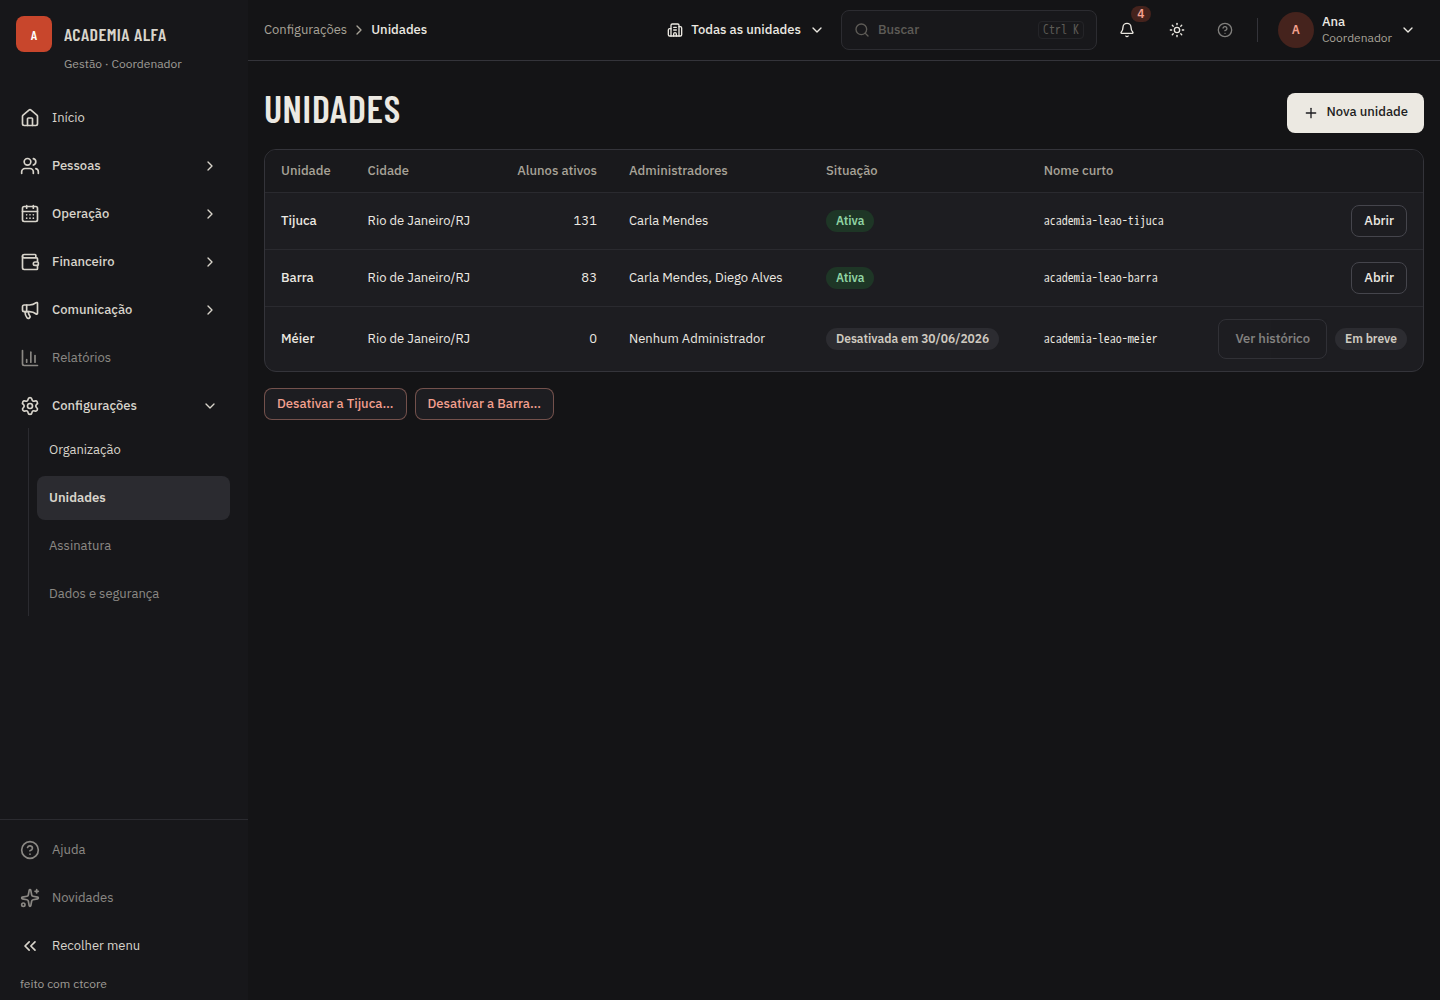 A
ACADEMIA ALFA
Gestão · Coordenador
Início
Pessoas
Operação
Financeiro
Comunicação
Relatórios
Configurações
Organização
Unidades
Assinatura
Dados e segurança
Ajuda
Novidades
Recolher menu
feito com ctcore
Configurações > Unidades
Todas as unidades
Buscar Ctrl K
4
A
Ana
Coordenador
UNIDADES
+ Nova unidade
Unidade Cidade Alunos ativos Administradores Situação Nome curto
Tijuca Rio de Janeiro/RJ 131 Carla Mendes Ativa academia-leao-tijuca Abrir
Barra Rio de Janeiro/RJ 83 Carla Mendes, Diego Alves Ativa academia-leao-barra Abrir
Méier Rio de Janeiro/RJ 0 Nenhum Administrador Desativada em 30/06/2026 academia-leao-meier Ver histórico Em breve
Desativar a Tijuca... Desativar a Barra...